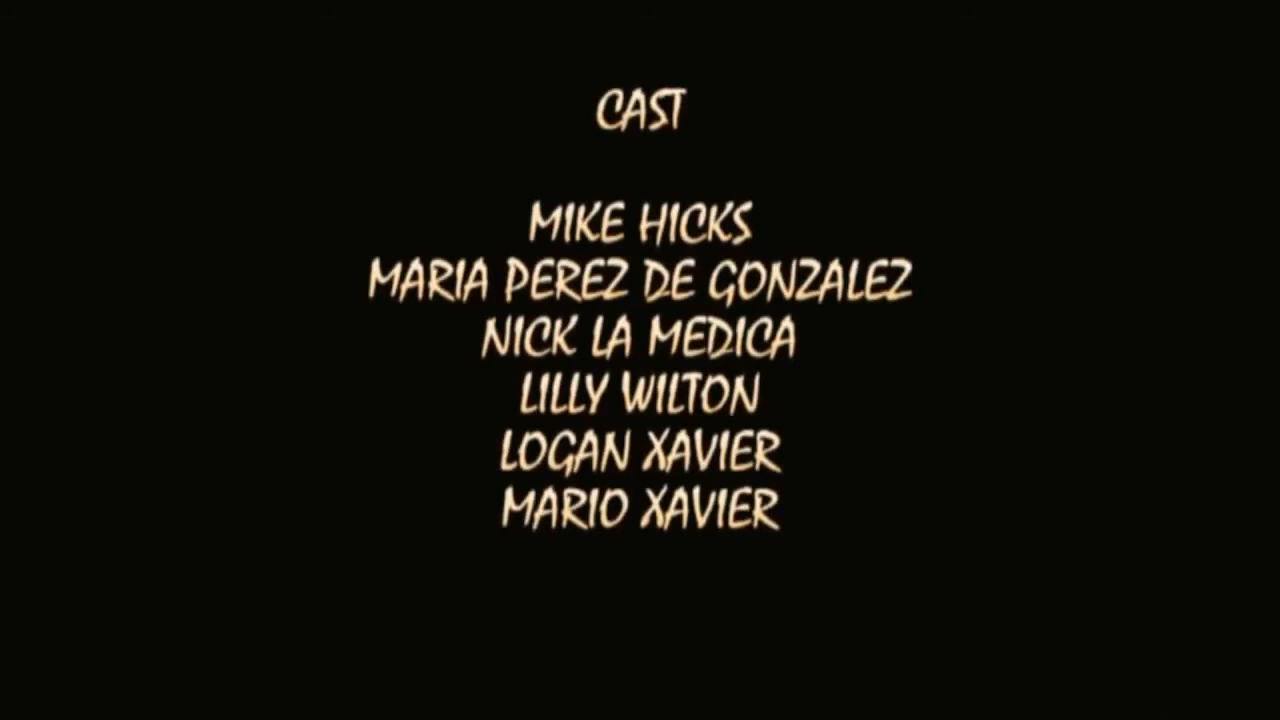 CAST
MIKE HICKS
MARIA PEREZ DE GONZALEZ
NICK LA MEDICA
LILLY WILTON
LOGAN XAVIER
MARIO XAVIER